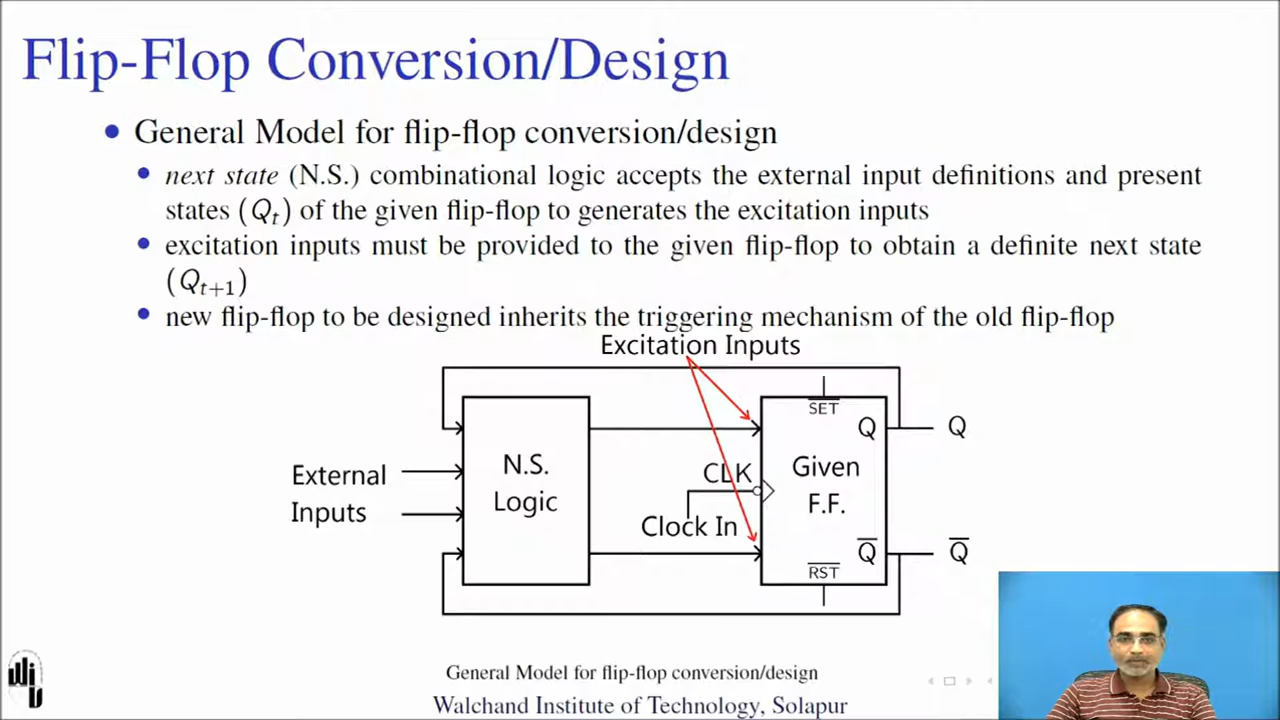 Flip-Flop Conversion/Design
• General Model for flip-flop conversion/design
• next state (N.S.) combinational logic accepts the external input definitions and present
states (Qt) of the given flip-flop to generates the excitation inputs
• excitation inputs must be provided to the given flip-flop to obtain a definite next state
(Qt+1)
• new flip-flop to be designed inherits the triggering mechanism of the old flip-flop
Excitation Inputs
External
Inputs
N.S.
Logic
CLK
Clock In
S̅E̅T̅
Given
F.F.
R̅S̅T̅
Q
Q̅
Q
Q̅
General Model for flip-flop conversion/design
Walchand Institute of Technology, Solapur